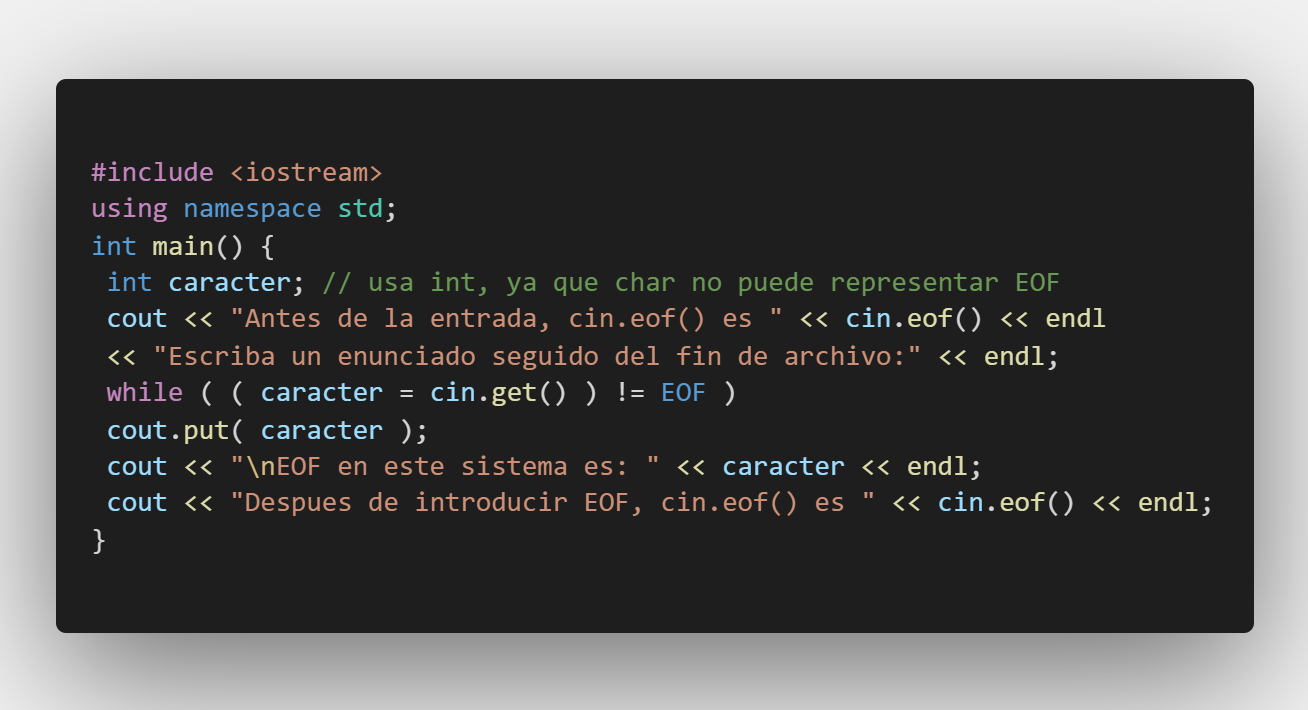 #include <iostream>
using namespace std;
int main() {
 int caracter; // usa int, ya que char no puede representar EOF
 cout << "Antes de la entrada, cin.eof() es " << cin.eof() << endl
 << "Escriba un enunciado seguido del fin de archivo:" << endl;
 while ( ( caracter = cin.get() ) != EOF )
 cout.put( caracter );
 cout << "\nEOF en este sistema es: " << caracter << endl;
 cout << "Despues de introducir EOF, cin.eof() es " << cin.eof() << endl;
}